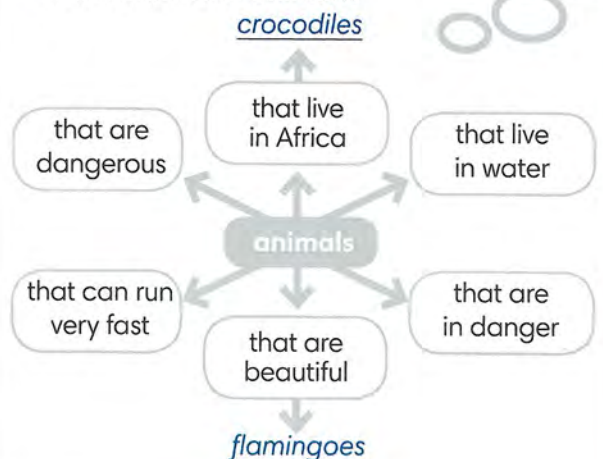 crocodiles
that live
in Africa
that are
dangerous
that live
in water
animals
that can run
very fast
that are
in danger
that are
beautiful
flamingoes